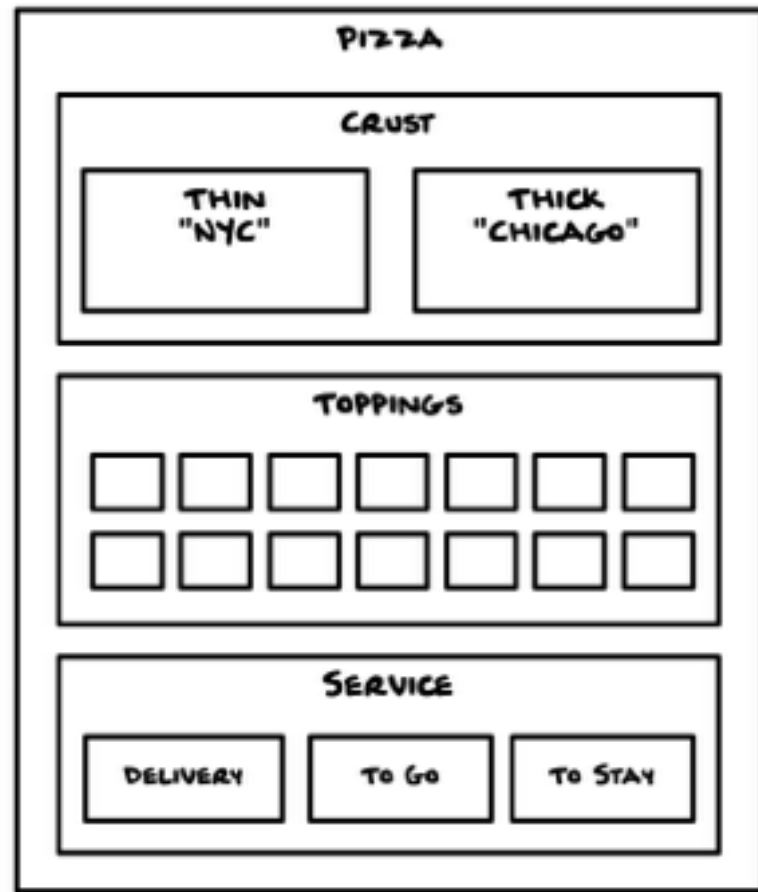 PIZZA
CRUST
THIN
"NYC"
THICK
"CHICAGO"
TOPPINGS
SERVICE
DELIVERY
TO GO
TO STAY